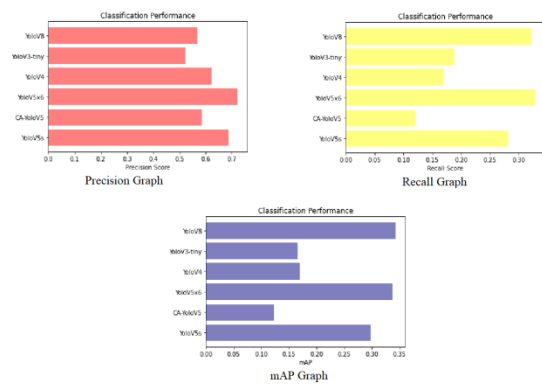 Classification Performance
YoloV8
YoloV3-tiny
YoloV4
YoloV5x6
CA-YoloV5
YoloV5s
0.0 0.1 0.2 0.3 0.4 0.5 0.6 0.7
Precision Score
Precision Graph
Classification Performance
YoloV8
YoloV3-tiny
YoloV4
YoloV5x6
CA-YoloV5
YoloV5s
0.00 0.05 0.10 0.15 0.20 0.25 0.30
Recall Score
Recall Graph
Classification Performance
YoloV8
YoloV3-tiny
YoloV4
YoloV5x6
CA-YoloV5
YoloV5s
0.00 0.05 0.10 0.15 0.20 0.25 0.30 0.35
mAP
mAP Graph